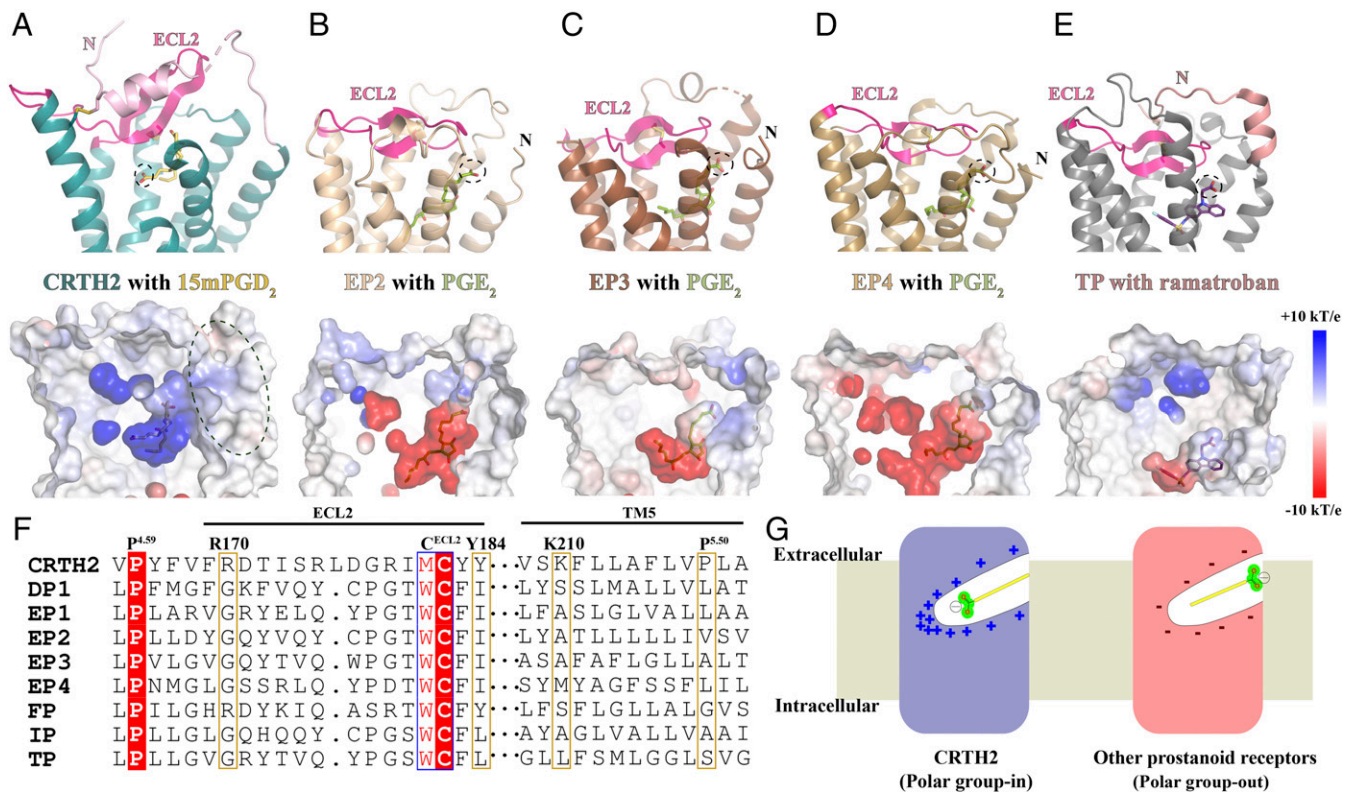 A
B
C
D
E
N
ECL2
ECL2
ECL2
N
ECL2
N
N
ECL2
N
CRTH2 with 15mPGD2
EP2 with PGE2
EP3 with PGE2
EP4 with PGE2
TP with ramatroban
+10 kT/e
-10 kT/e
F
ECL2
TM5
P4.59 R170 CECL2 Y184 K210 P5.50
CRTH2 VPYFVFRDTISRLDGRIMCYY...VSKFLLAFLVPLA
DP1 LPFMGFGKFVQY.CPGTWCFI...LYSSLMALLVLAT
EP1 LPLARVGRYELQ.YPGTWCFI...LFASLGLVALLAA
EP2 LPLLDYGQYVQY.CPGTWCFI...LYATLLLLLIVSV
EP3 LPVLGVGQYTVQ.WPGTWCFI...ASAFAFLGLLALT
EP4 LPNMGLGSSRLQ.YPDTWCFI...SYMYAGFSSFLIL
FP LPILGHRDYKIQ.ASRTWCFY...LFSFLGLLALGVS
IP LPLLGLGQHQQY.CPGSWCFL...AYAGLVALLVAAI
TP LPLLGVGRYTVQ.YPGSWCFL...GLLFSMLGGLSVG
G
Extracellular
Intracellular
CRTH2
(Polar group-in)
Other prostanoid receptors
(Polar group-out)